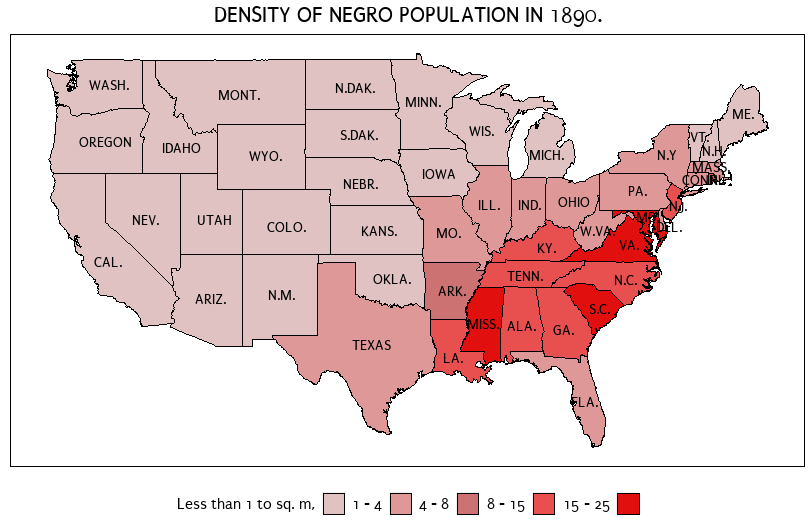 DENSITY OF NEGRO POPULATION IN 1890.
WASH.
MONT.
N.DAK.
MINN.
ME.
OREGON
IDAHO
WYO.
S.DAK.
WIS.
MICH.
VT.
N.H.
N.Y
MASS
CONN.
NEBR.
IOWA
PA.
NEV.
UTAH
COLO.
KANS.
MO.
ILL.
IND.
OHIO
N.J.
W.VA.
DEL.
VA.
CAL.
ARIZ.
N.M.
OKLA.
ARK.
KY.
TENN.
N.C.
S.C.
MISS.
ALA.
GA.
TEXAS
LA.
FLA.
Less than 1 to sq. m, 1 - 4 4 - 8 8 - 15 15 - 25